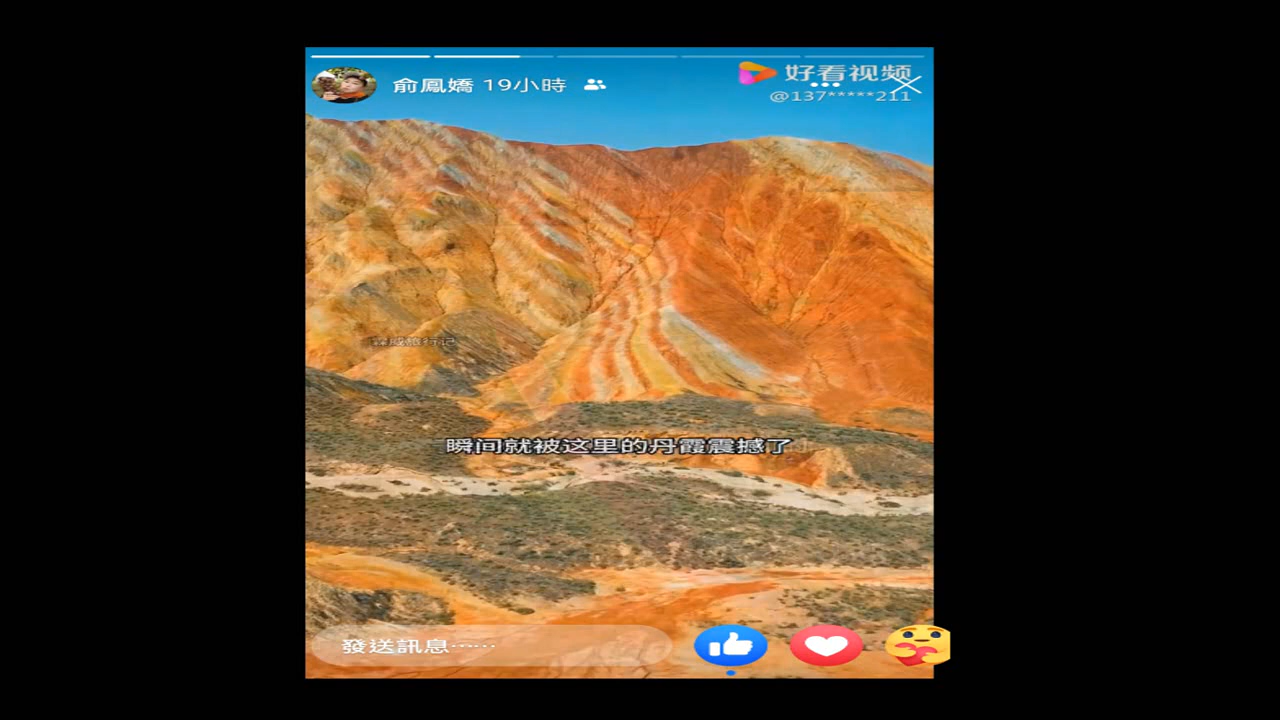 俞鳳嬌 19小時
好看视频
@137*****211
瞬间就被这里的丹霞震撼了
發送訊息……